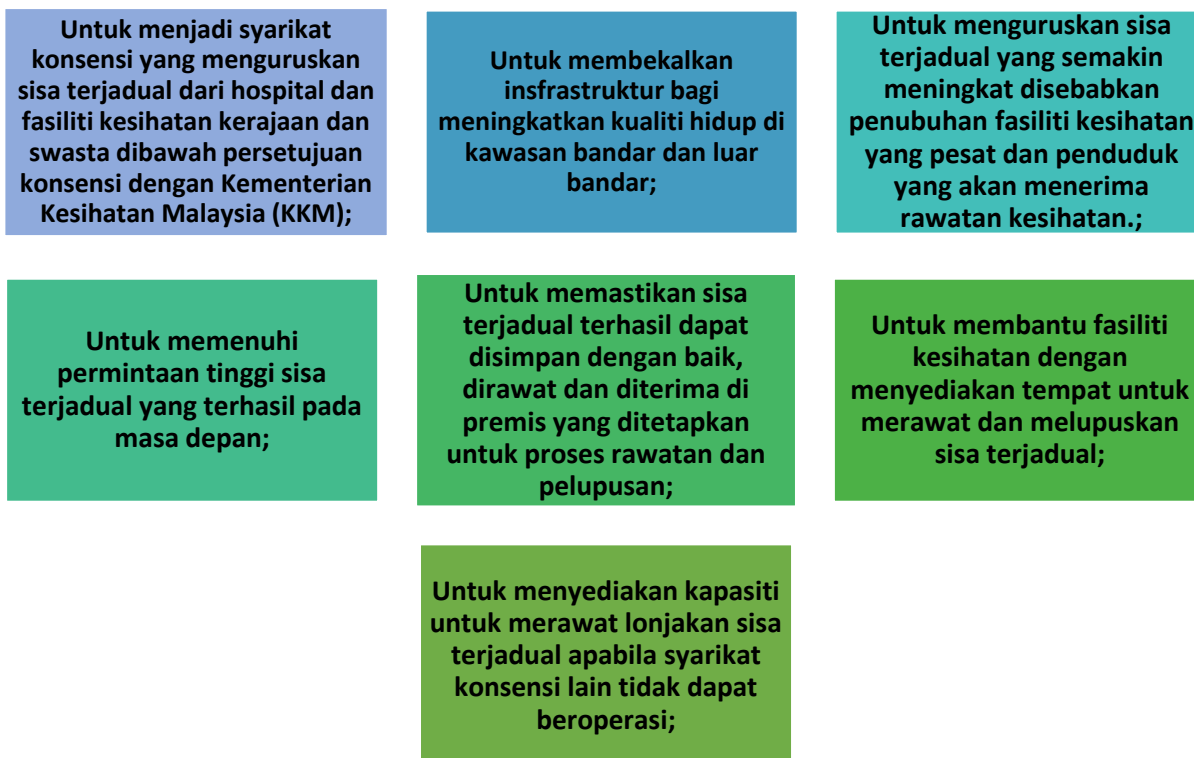 Untuk menjadi syarikat
konsensi yang menguruskan
sisa terjadual dari hospital dan
fasiliti kesihatan kerajaan dan
swasta dibawah persetujuan
konsensi dengan Kementerian
Kesihatan Malaysia (KKM);
Untuk membekalkan
insfrastruktur bagi
meningkatkan kualiti hidup di
kawasan bandar dan luar
bandar;
Untuk menguruskan sisa
terjadual yang semakin
meningkat disebabkan
penubuhan fasiliti kesihatan
yang pesat dan penduduk
yang akan menerima
rawatan kesihatan.;
Untuk memenuhi
permintaan tinggi sisa
terjadual yang terhasil pada
masa depan;
Untuk memastikan sisa
terjadual terhasil dapat
disimpan dengan baik,
dirawat dan diterima di
premis yang ditetapkan
untuk proses rawatan dan
pelupusan;
Untuk membantu fasiliti
kesihatan dengan
menyediakan tempat untuk
merawat dan melupuskan
sisa terjadual;
Untuk menyediakan kapasiti
untuk merawat lonjakan sisa
terjadual apabila syarikat
konsensi lain tidak dapat
beroperasi;